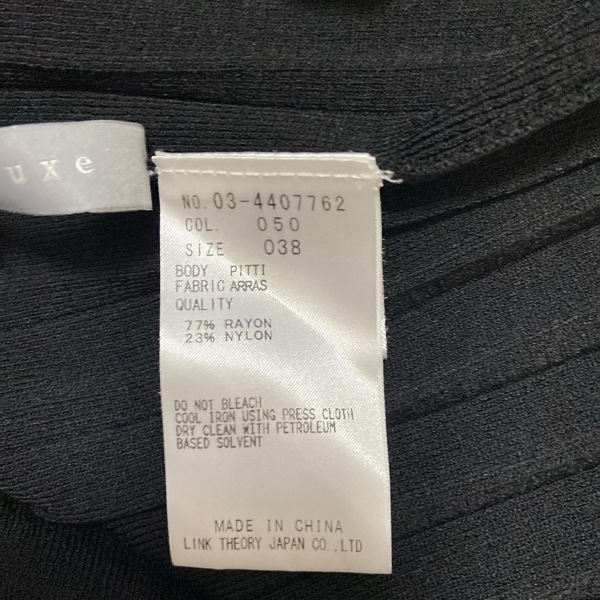 uxe
NO. 03-4407762
COL. 050
SIZE 038
BODY PITTI
FABRIC ARRAS
QUALITY
77% RAYON
23% NYLON
DO NOT BLEACH
COOL IRON USING PRESS CLOTH
DRY CLEAN WITH PETROLEUM
BASED SOLVENT
MADE IN CHINA
LINK THEORY JAPAN CO.,LTD